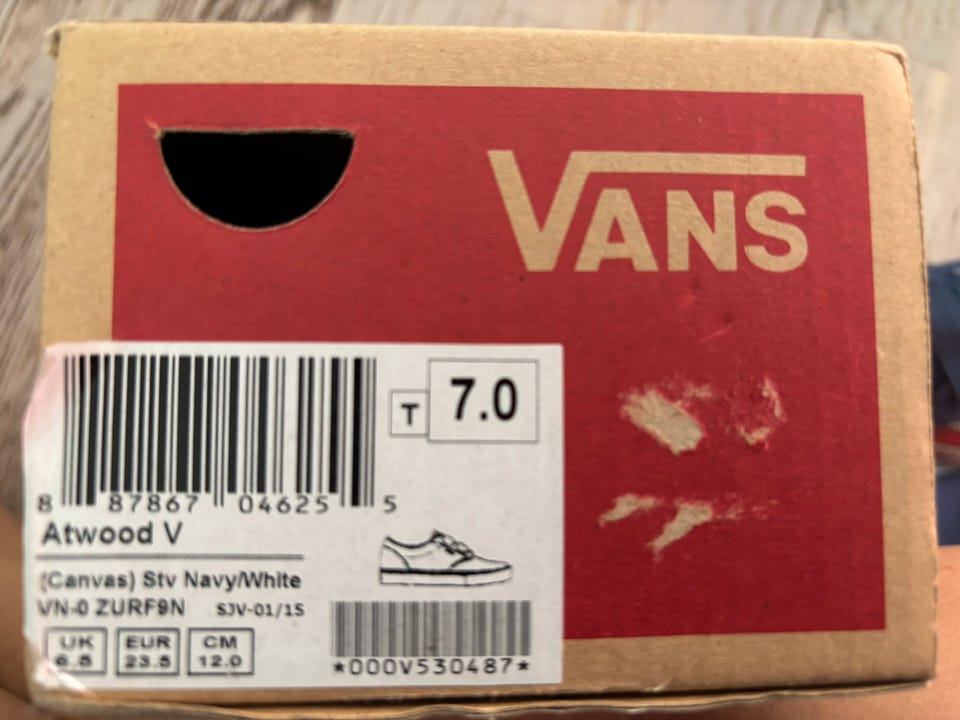 VANS
T 7.0
8 87867 04625 5
Atwood V
(Canvas) Stv Navy/White
VN-0 ZURF9N SJV-01/15
UK EUR CM
6.5 23.5 12.0
*000V530487*